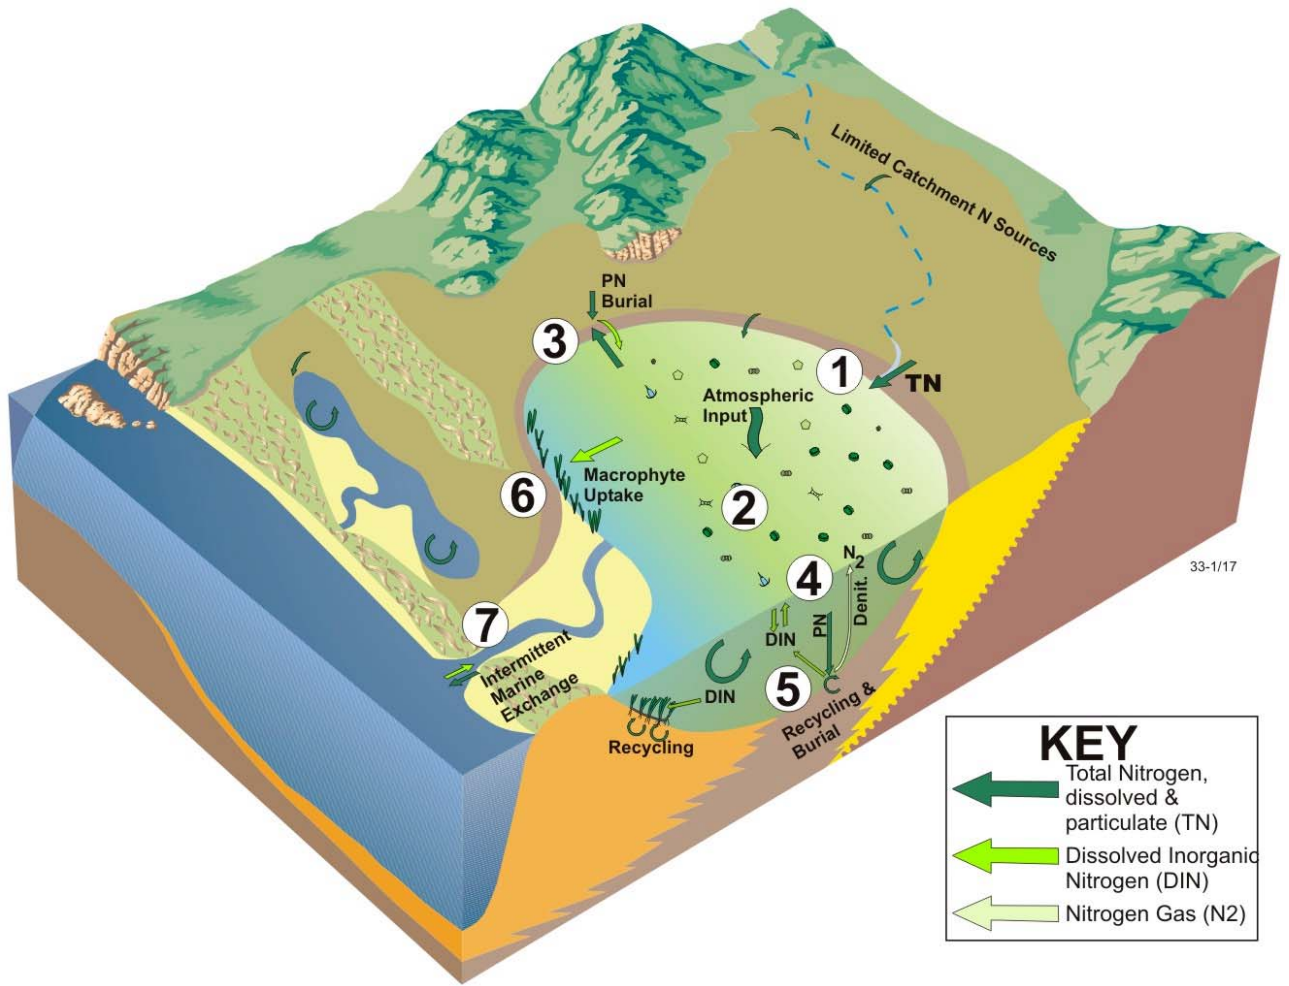 Limited Catchment N Sources
PN
Burial
3
1
TN
Atmospheric
Input
Macrophyte
Uptake
6
2
N2
4
Denit.
33-1/17
7
DIN
PN
Intermittent
Marine
Exchange
5
DIN
Recycling &
Burial
Recycling
KEY
Total Nitrogen,
dissolved &
particulate (TN)
Dissolved Inorganic
Nitrogen (DIN)
Nitrogen Gas (N2)